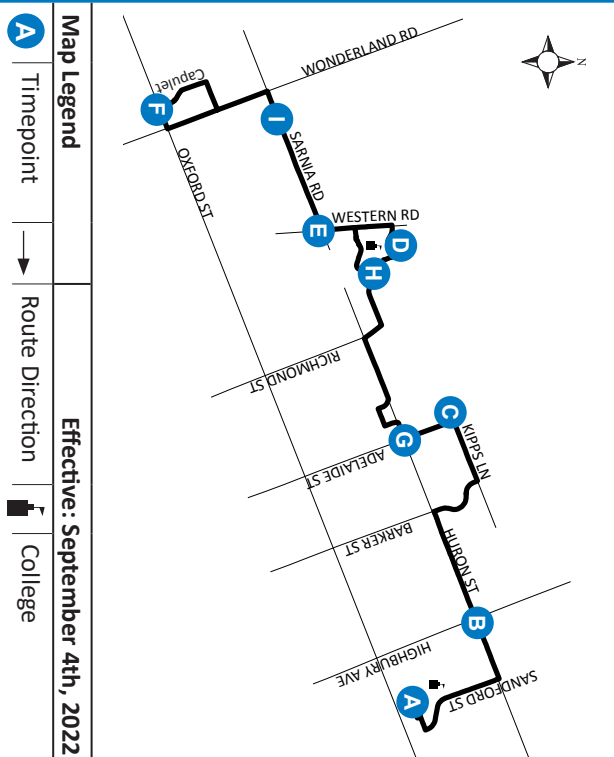 N
WONDERLAND RD
Capulet
F
I
OXFORD ST
SARNIA RD
WESTERN RD
E
D
H
RICHMOND ST
C
KIPPS LN
G
ADELAIDE ST
BARKER ST
HURON ST
B
HIGHBURY AVE
SANDFORD ST
A
Map Legend
Effective: September 4th, 2022
A Timepoint
Route Direction
College